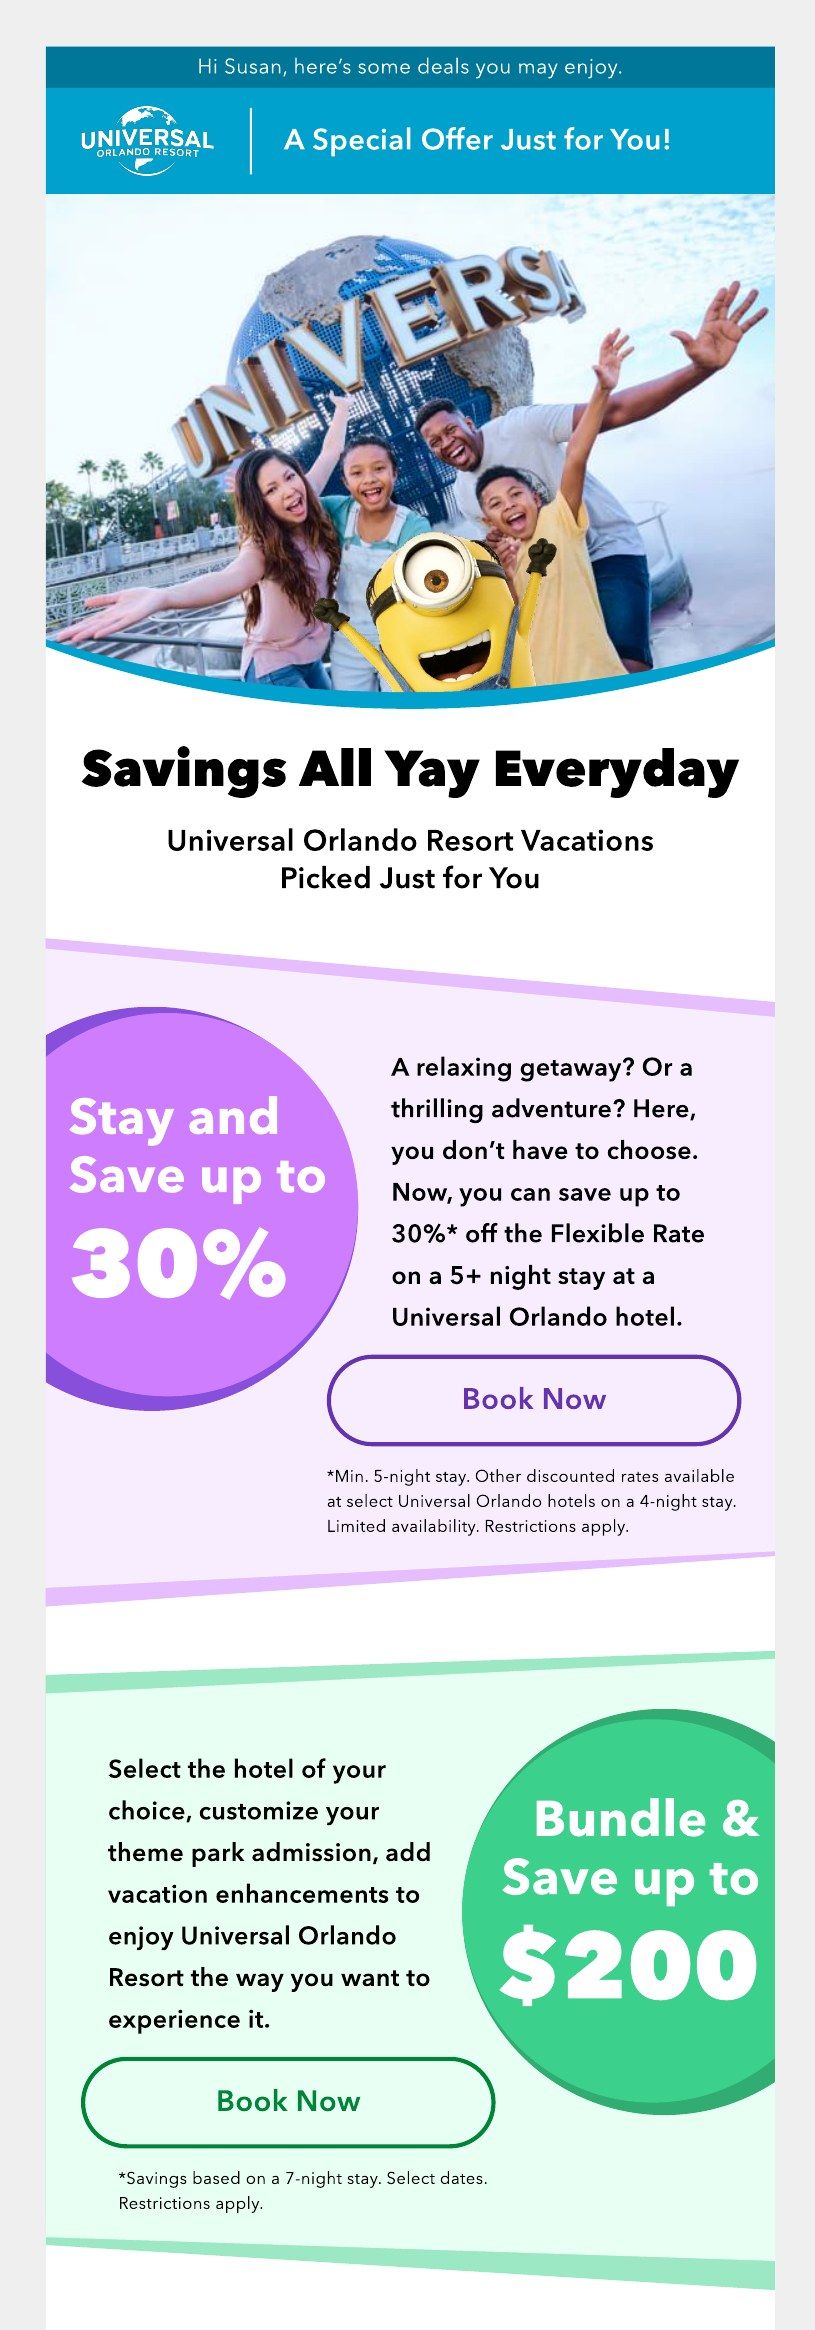 Hi Susan, here’s some deals you may enjoy.
UNIVERSAL
ORLANDO RESORT
A Special Offer Just for You!
UNIVERSA
Savings All Yay Everyday
Universal Orlando Resort Vacations
Picked Just for You
Stay and
Save up to
30%
A relaxing getaway? Or a
thrilling adventure? Here,
you don’t have to choose.
Now, you can save up to
30%* off the Flexible Rate
on a 5+ night stay at a
Universal Orlando hotel.
Book Now
*Min. 5-night stay. Other discounted rates available
at select Universal Orlando hotels on a 4-night stay.
Limited availability. Restrictions apply.
Select the hotel of your
choice, customize your
theme park admission, add
vacation enhancements to
enjoy Universal Orlando
Resort the way you want to
experience it.
Bundle &
Save up to
$200
Book Now
*Savings based on a 7-night stay. Select dates.
Restrictions apply.